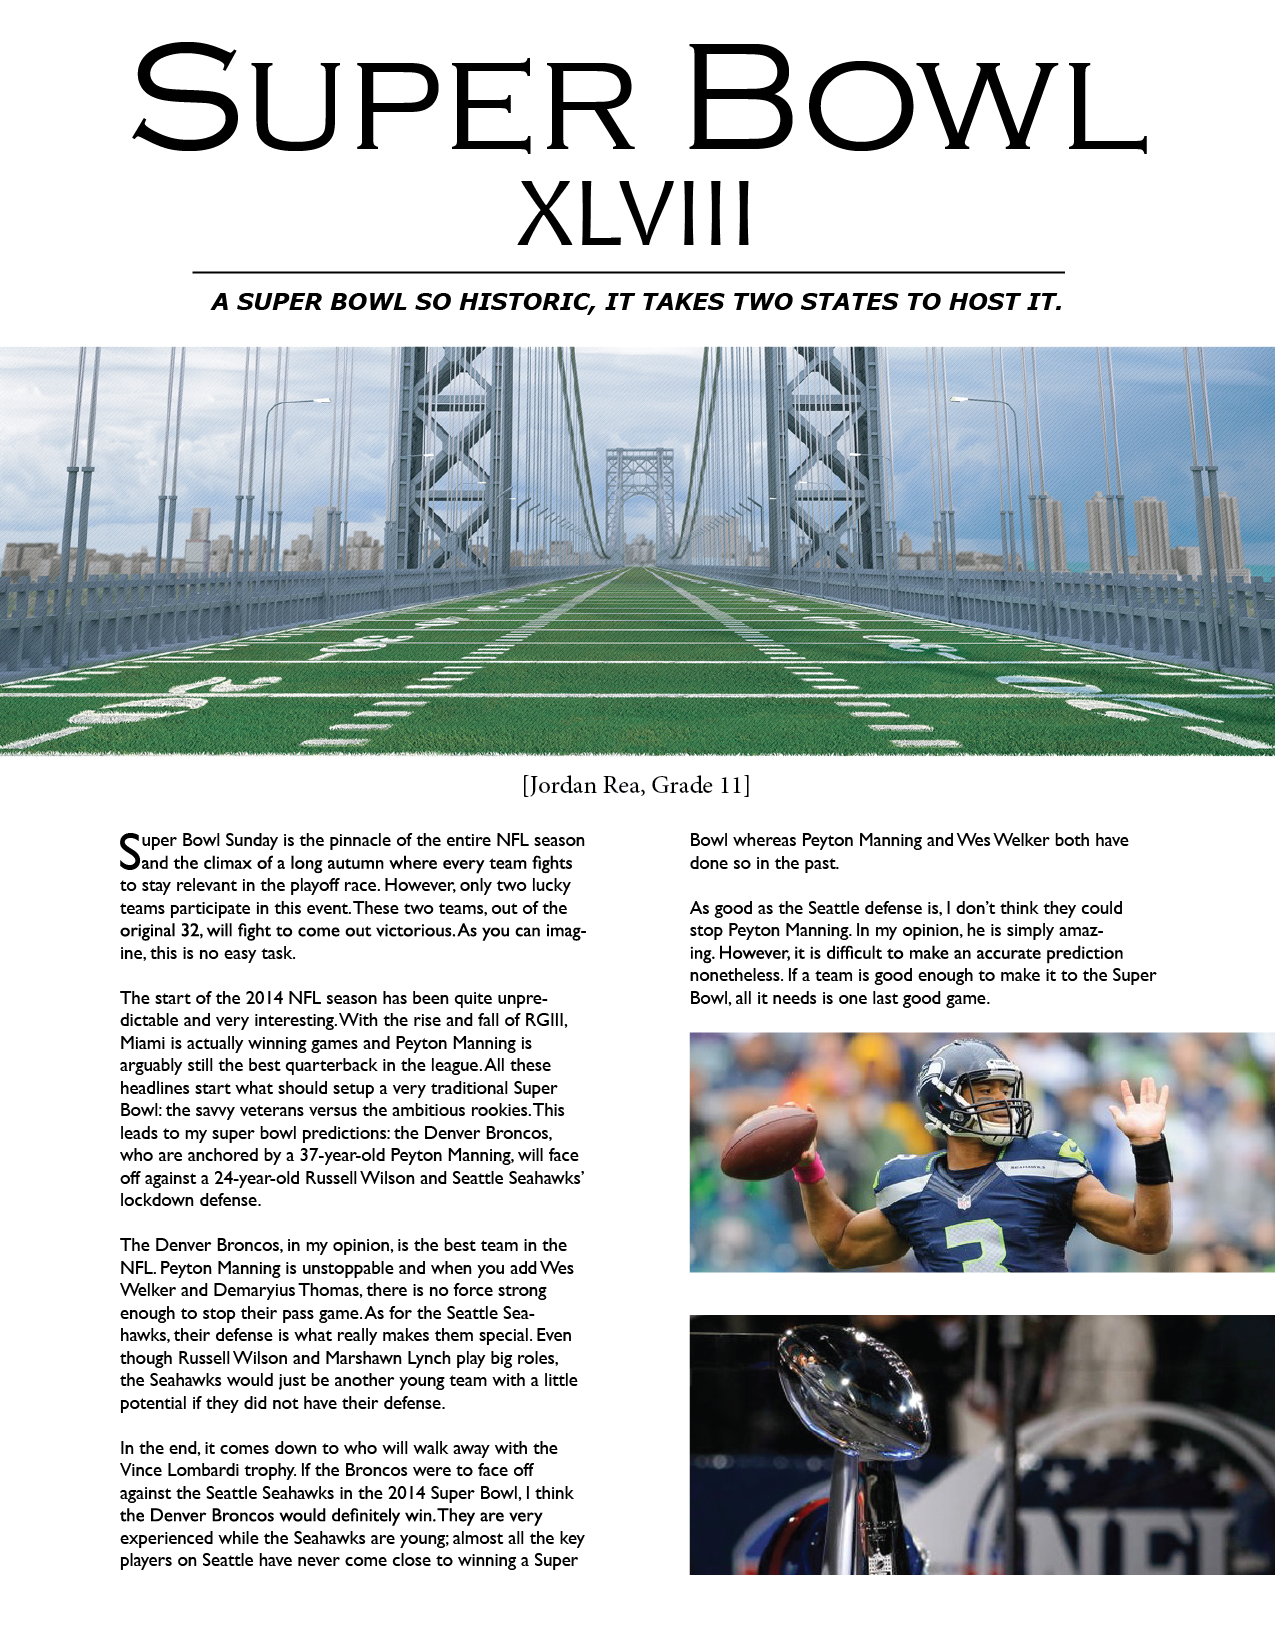 SUPER BOWL
XLVIII
A SUPER BOWL SO HISTORIC, IT TAKES TWO STATES TO HOST IT.
[Jordan Rea, Grade 11]
Super Bowl Sunday is the pinnacle of the entire NFL season
and the climax of a long autumn where every team fights
to stay relevant in the playoff race. However, only two lucky
teams participate in this event. These two teams, out of the
original 32, will fight to come out victorious. As you can imag-
ine, this is no easy task.
The start of the 2014 NFL season has been quite unpre-
dictable and very interesting. With the rise and fall of RGIII,
Miami is actually winning games and Peyton Manning is
arguably still the best quarterback in the league. All these
headlines start what should setup a very traditional Super
Bowl: the savvy veterans versus the ambitious rookies. This
leads to my super bowl predictions: the Denver Broncos,
who are anchored by a 37-year-old Peyton Manning, will face
off against a 24-year-old Russell Wilson and Seattle Seahawks’
lockdown defense.
The Denver Broncos, in my opinion, is the best team in the
NFL. Peyton Manning is unstoppable and when you add Wes
Welker and Demaryius Thomas, there is no force strong
enough to stop their pass game. As for the Seattle Sea-
hawks, their defense is what really makes them special. Even
though Russell Wilson and Marshawn Lynch play big roles,
the Seahawks would just be another young team with a little
potential if they did not have their defense.
In the end, it comes down to who will walk away with the
Vince Lombardi trophy. If the Broncos were to face off
against the Seattle Seahawks in the 2014 Super Bowl, I think
the Denver Broncos would definitely win. They are very
experienced while the Seahawks are young; almost all the key
players on Seattle have never come close to winning a Super
Bowl whereas Peyton Manning and Wes Welker both have
done so in the past.
As good as the Seattle defense is, I don’t think they could
stop Peyton Manning. In my opinion, he is simply amaz-
ing. However, it is difficult to make an accurate prediction
nonetheless. If a team is good enough to make it to the Super
Bowl, all it needs is one last good game.
SEAHAWKS
3
NFL